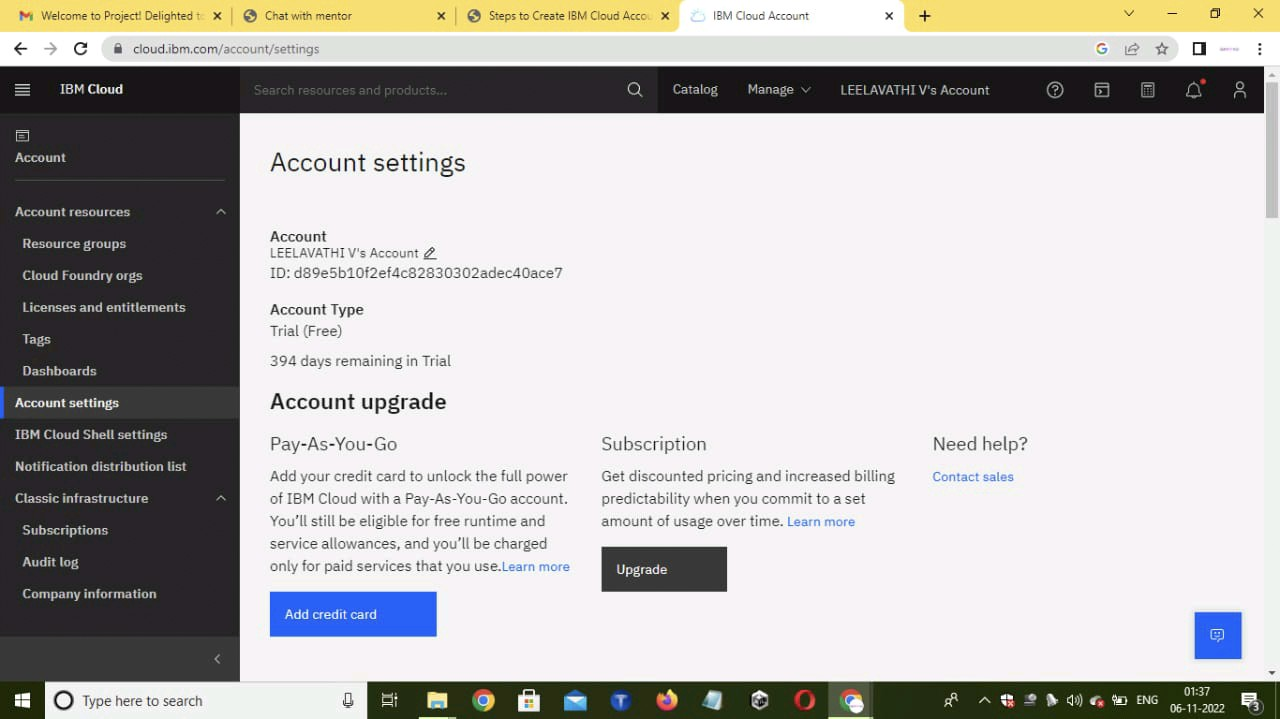 Welcome to Project! Delighted to
Chat with mentor
Steps to Create IBM Cloud Accou
IBM Cloud Account
cloud.ibm.com/account/settings
IBM Cloud
Search resources and products...
Catalog
Manage
LEELAVATHI V's Account
Account
Account resources
Resource groups
Cloud Foundry orgs
Licenses and entitlements
Tags
Dashboards
Account settings
IBM Cloud Shell settings
Notification distribution list
Classic infrastructure
Subscriptions
Audit log
Company information
Account settings
Account
LEELAVATHI V's Account
ID: d89e5b10f2ef4c82830302adec40ace7
Account Type
Trial (Free)
394 days remaining in Trial
Account upgrade
Pay-As-You-Go
Add your credit card to unlock the full power
of IBM Cloud with a Pay-As-You-Go account.
You’ll still be eligible for free runtime and
service allowances, and you’ll be charged
only for paid services that you use.Learn more
Add credit card
Subscription
Get discounted pricing and increased billing
predictability when you commit to a set
amount of usage over time. Learn more
Upgrade
Need help?
Contact sales
Type here to search
ENG
01:37
06-11-2022
3